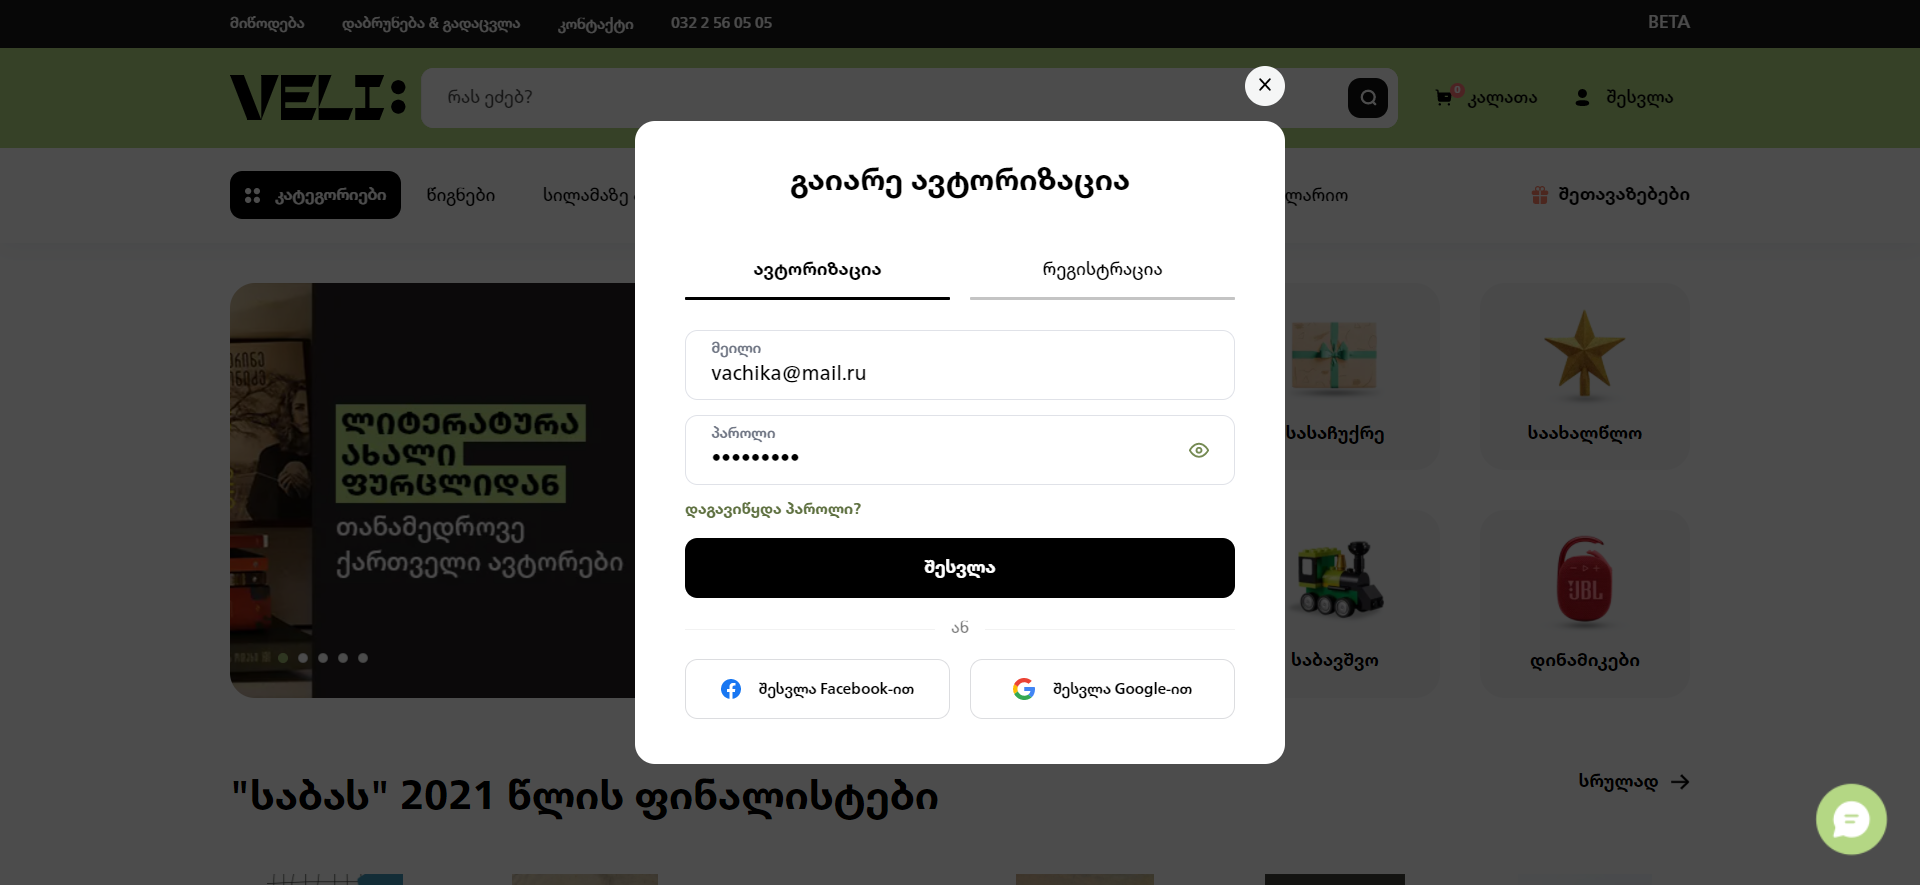 მიწოდება
დაბრუნება & გადაცვლა
კონტაქტი
032 2 56 05 05
BETA
VELI:
რას ეძებ?
0
კალათა
შესვლა
კატეგორიები
წიგნები
სილამაზე
შეთავაზებები
გაიარე ავტორიზაცია
ავტორიზაცია
რეგისტრაცია
მეილი
vachika@mail.ru
პაროლი
•••••••••
დაგავიწყდა პაროლი?
შესვლა
ან
შესვლა Facebook-ით
შესვლა Google-ით
ლიტერატურა
ახალი
ფურცლიდან
თანამედროვე
ქართველი ავტორები
სასაჩუქრე
საახალწლო
საბავშვო
JBL
დინამიკები
"საბას" 2021 წლის ფინალისტები
სრულად